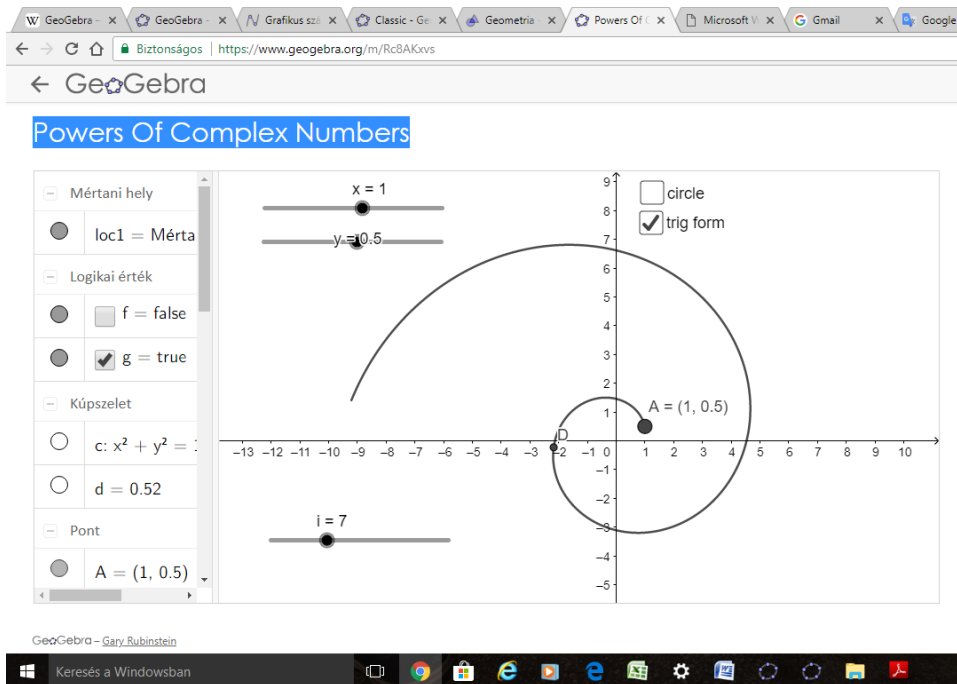 GeoGebra – × GeoGebra - × Grafikus szá × Classic - Ge × Geometria - × Powers Of C × Microsoft W × Gmail × Google
Biztonságos | https://www.geogebra.org/m/Rc8AKxvs
← GeoGebra
Powers Of Complex Numbers
Mértani hely
loc1 = Mérta
Logikai érték
f = false
g = true
Kúpszelet
c: x² + y² = 1
d = 0.52
Pont
A = (1, 0.5)
x = 1
y = 0.5
circle
trig form
9
8
7
6
5
4
3
2
1
A = (1, 0.5)
D
−13 −12 −11 −10 −9 −8 −7 −6 −5 −4 −3 −2 −1 0 1 2 3 4 5 6 7 8 9 10
−1
−2
−3
−4
−5
i = 7
GeoGebra – Gary Rubinstein
Keresés a Windowsban